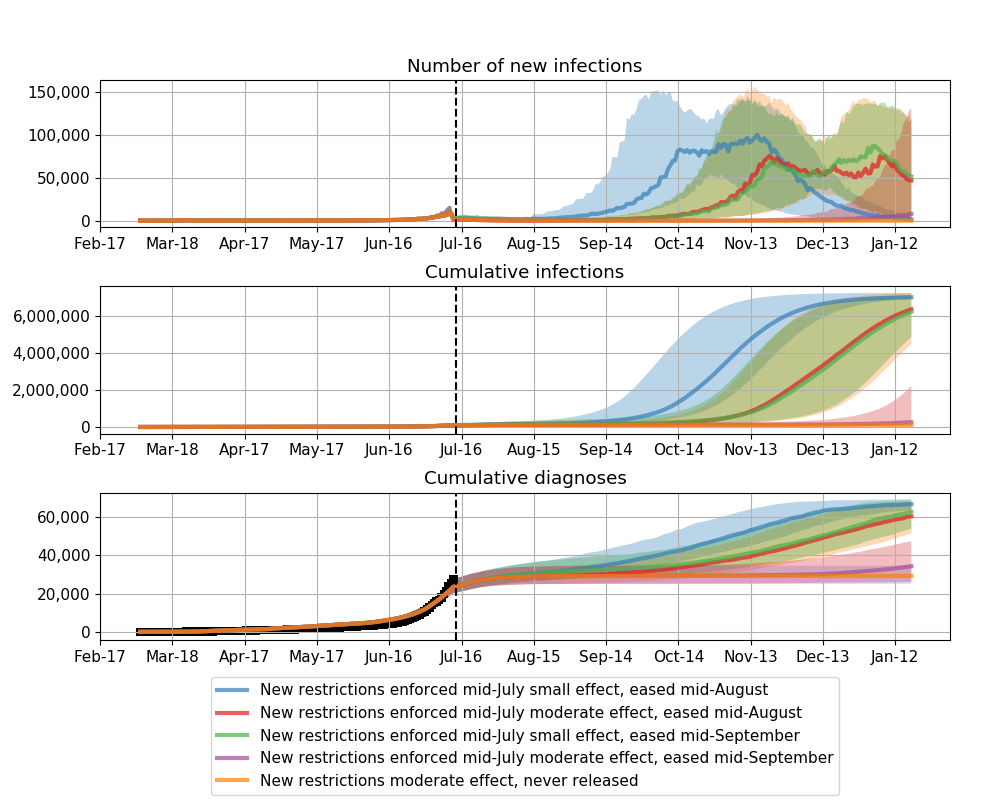 Number of new infections
150,000
100,000
50,000
0
Feb-17 Mar-18 Apr-17 May-17 Jun-16 Jul-16 Aug-15 Sep-14 Oct-14 Nov-13 Dec-13 Jan-12
Cumulative infections
6,000,000
4,000,000
2,000,000
0
Feb-17 Mar-18 Apr-17 May-17 Jun-16 Jul-16 Aug-15 Sep-14 Oct-14 Nov-13 Dec-13 Jan-12
Cumulative diagnoses
60,000
40,000
20,000
0
Feb-17 Mar-18 Apr-17 May-17 Jun-16 Jul-16 Aug-15 Sep-14 Oct-14 Nov-13 Dec-13 Jan-12
New restrictions enforced mid-July small effect, eased mid-August
New restrictions enforced mid-July moderate effect, eased mid-August
New restrictions enforced mid-July small effect, eased mid-September
New restrictions enforced mid-July moderate effect, eased mid-September
New restrictions moderate effect, never released